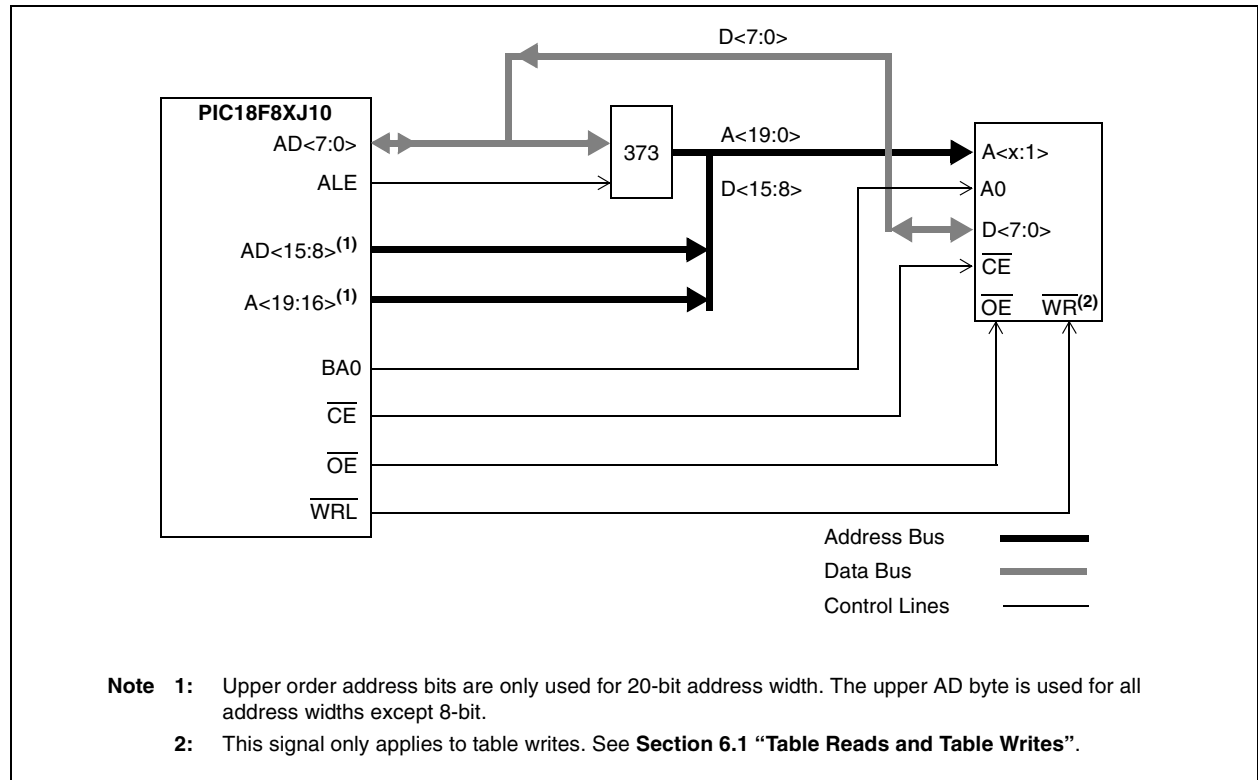 D<7:0>
PIC18F8XJ10
AD<7:0>
373
A<19:0>
A<x:1>
ALE
D<15:8>
A0
AD<15:8>(1)
D<7:0>
CE
A<19:16>(1)
OE WR(2)
BA0
CE
OE
WRL
Address Bus
Data Bus
Control Lines
Note 1: Upper order address bits are only used for 20-bit address width. The upper AD byte is used for all
address widths except 8-bit.
2: This signal only applies to table writes. See Section 6.1 “Table Reads and Table Writes”.